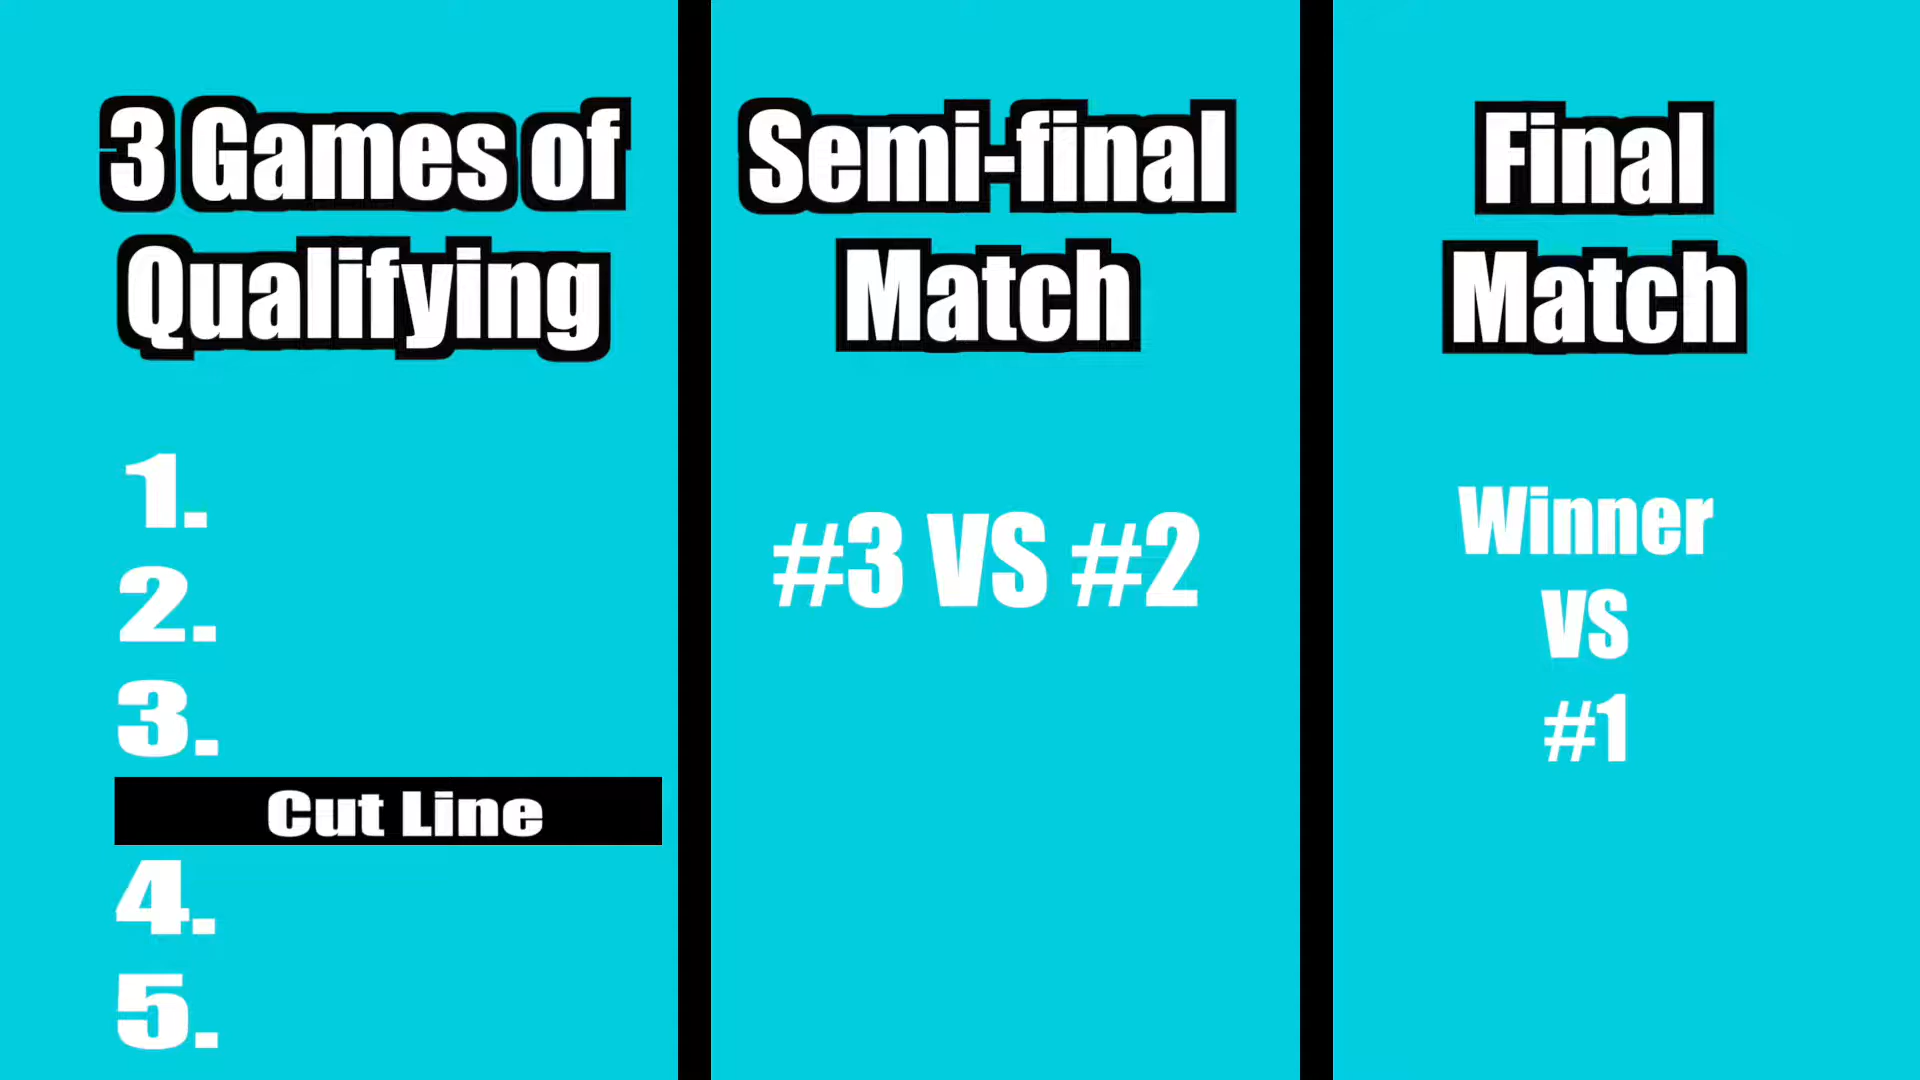 3 Games of
Qualifying
1.
2.
3.
Cut Line
4.
5.
Semi-final
Match
#3 VS #2
Final
Match
Winner
VS
#1